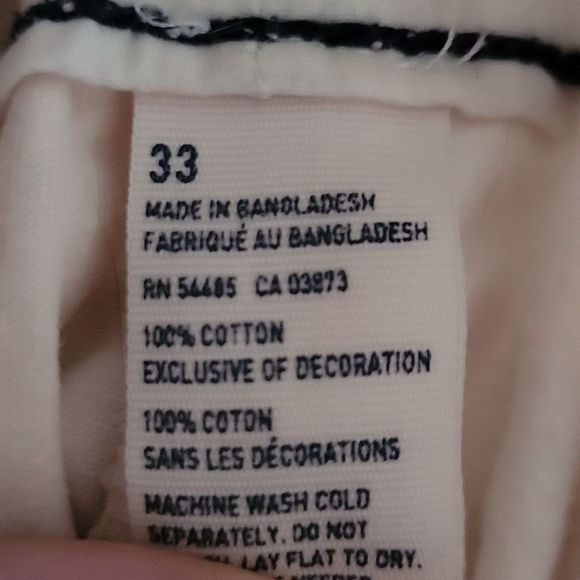 33
MADE IN BANGLADESH
FABRIQUÉ AU BANGLADESH
RN 54485 CA 03873
100% COTTON
EXCLUSIVE OF DECORATION
100% COTON
SANS LES DÉCORATIONS
MACHINE WASH COLD
SEPARATELY. DO NOT
LAY FLAT TO DRY.